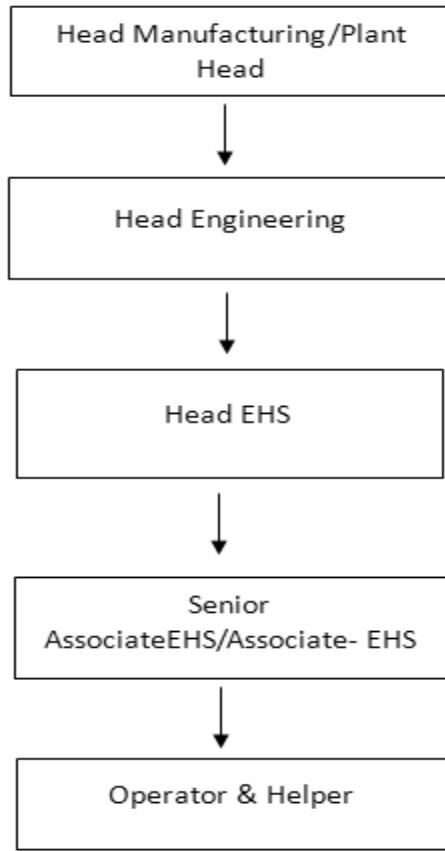 Head Manufacturing/Plant
Head
Head Engineering
Head EHS
Senior
AssociateEHS/Associate- EHS
Operator & Helper